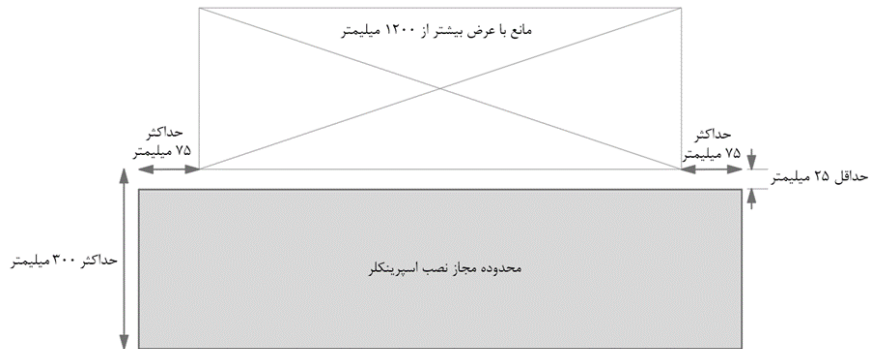 مانع با عرض بیشتر از ۱۲۰۰ میلیمتر
حداکثر
۷۵ میلیمتر
حداکثر
۷۵ میلیمتر
حداقل ۲۵ میلیمتر
حداکثر ۳۰۰ میلیمتر
محدوده مجاز نصب اسپرینکلر